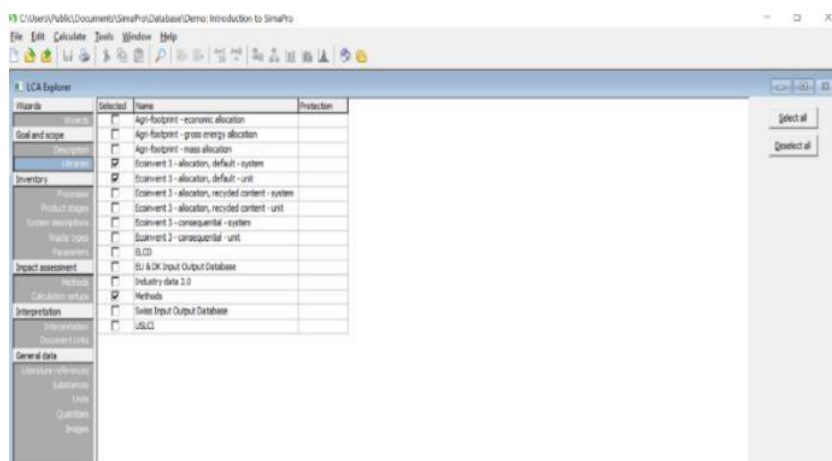 C:\Users\Public\Documents\SimaPro\Database\Demo; Introduction to SimaPro
File Edit Calculate Tools Window Help
LCA Explorer
Wizards
Wizards
Goal and scope
Description
Libraries
Inventory
Processes
Product stages
System descriptions
Waste types
Parameters
Impact assessment
Methods
Calculation setups
Interpretation
Interpretation
Document Links
General data
Literature references
Substances
Units
Quantities
Images
Selected Name Protection
Agri-footprint - economic allocation
Agri-footprint - gross energy allocation
Agri-footprint - mass allocation
Ecoinvent 3 - allocation, default - system
Ecoinvent 3 - allocation, default - unit
Ecoinvent 3 - allocation, recycled content - system
Ecoinvent 3 - allocation, recycled content - unit
Ecoinvent 3 - consequential - system
Ecoinvent 3 - consequential - unit
ELCD
EU & DK Input Output Database
Industry data 2.0
Methods
Swiss Input Output Database
USLCI
Select all
Deselect all